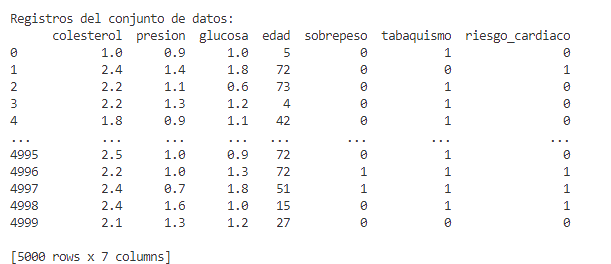 Registros del conjunto de datos:
colesterol presion glucosa edad sobrepeso tabaquismo riesgo_cardiaco
0 1.0 0.9 1.0 5 0 1 0
1 2.4 1.4 1.8 72 0 0 1
2 2.2 1.1 0.6 73 0 1 0
3 2.2 1.3 1.2 4 0 1 0
4 1.8 0.9 1.1 42 0 1 0
... ... ... ... ... ... ... ...
4995 2.5 1.0 0.9 72 0 1 0
4996 2.2 1.0 1.3 72 1 1 1
4997 2.4 0.7 1.8 51 1 1 1
4998 2.4 1.6 1.0 15 0 1 1
4999 2.1 1.3 1.2 27 0 0 0
[5000 rows x 7 columns]